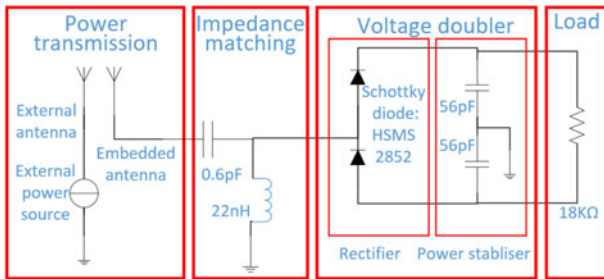 Power
transmission
Impedance
matching
Voltage doubler
Load
External
antenna
External
power
source
Embedded
antenna
0.6pF
22nH
Schottky
diode:
HSMS
2852
56pF
56pF
18KΩ
Rectifier
Power stabliser